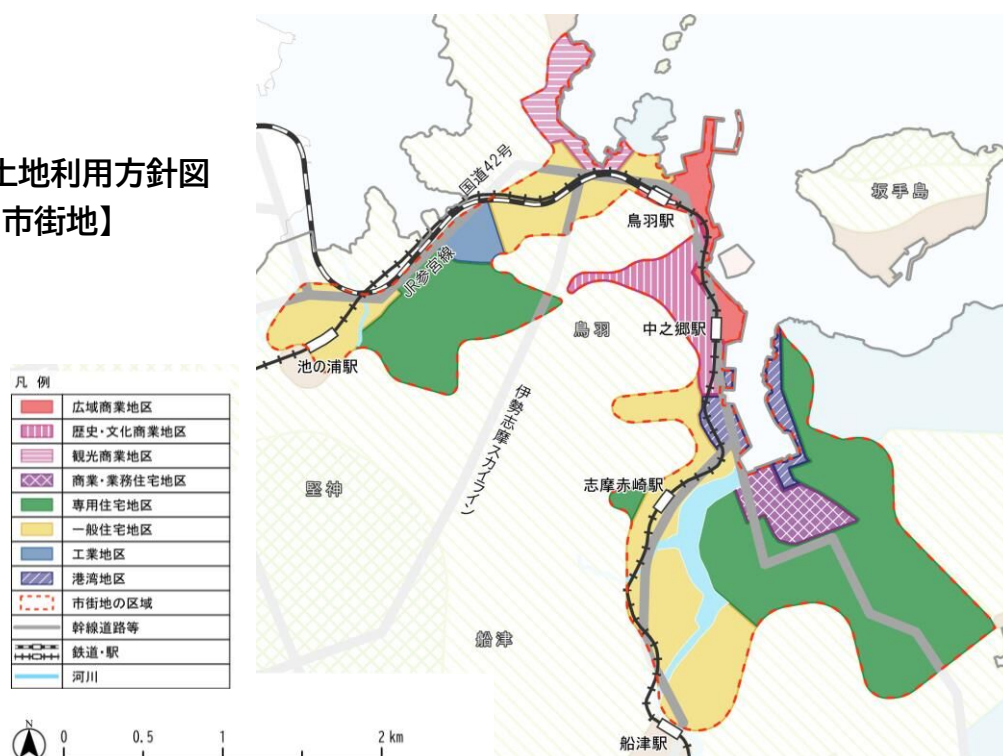 土地利用方針図
市街地】
国道42号
JR参宮線
鳥羽駅
坂手島
池の浦駅
鳥羽
中之郷駅
伊勢志摩スカイライン
堅神
志摩赤崎駅
船津
船津駅
凡 例
広域商業地区
歴史・文化商業地区
観光商業地区
商業・業務住宅地区
専用住宅地区
一般住宅地区
工業地区
港湾地区
市街地の区域
幹線道路等
鉄道・駅
河川
N
0 0.5 1 2 km